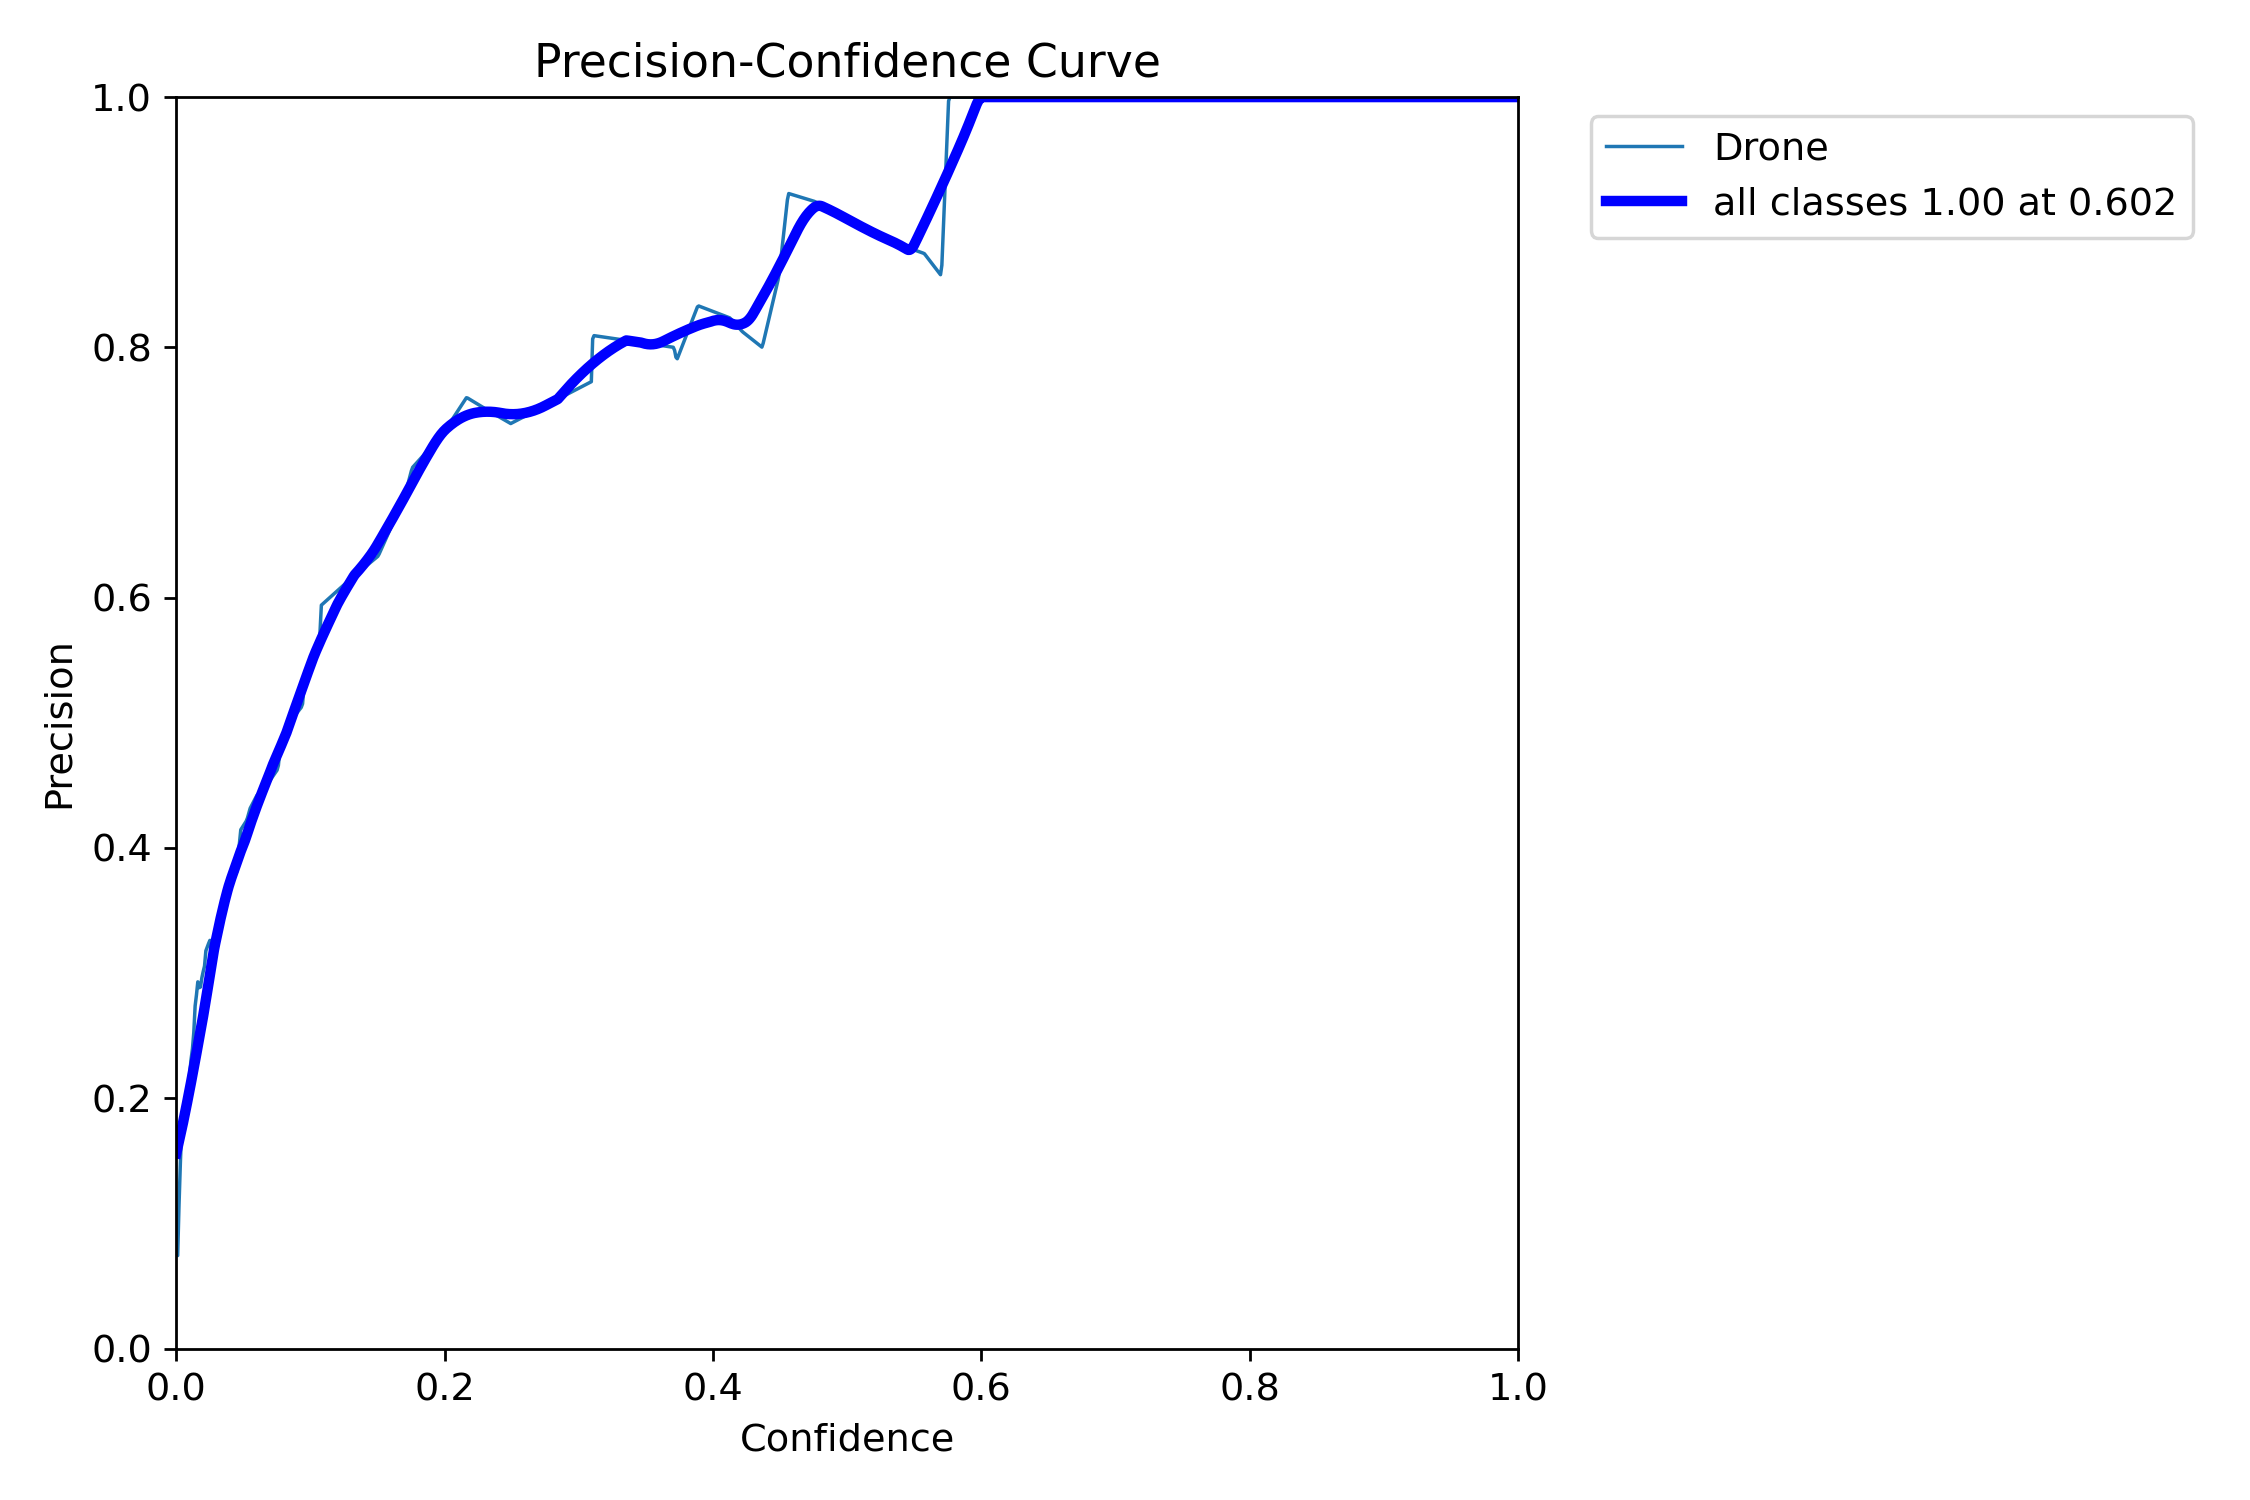 Precision-Confidence Curve
1.0
0.8
0.6
0.4
0.2
0.0
Precision
0.0 0.2 0.4 0.6 0.8 1.0
Confidence
Drone
all classes 1.00 at 0.602